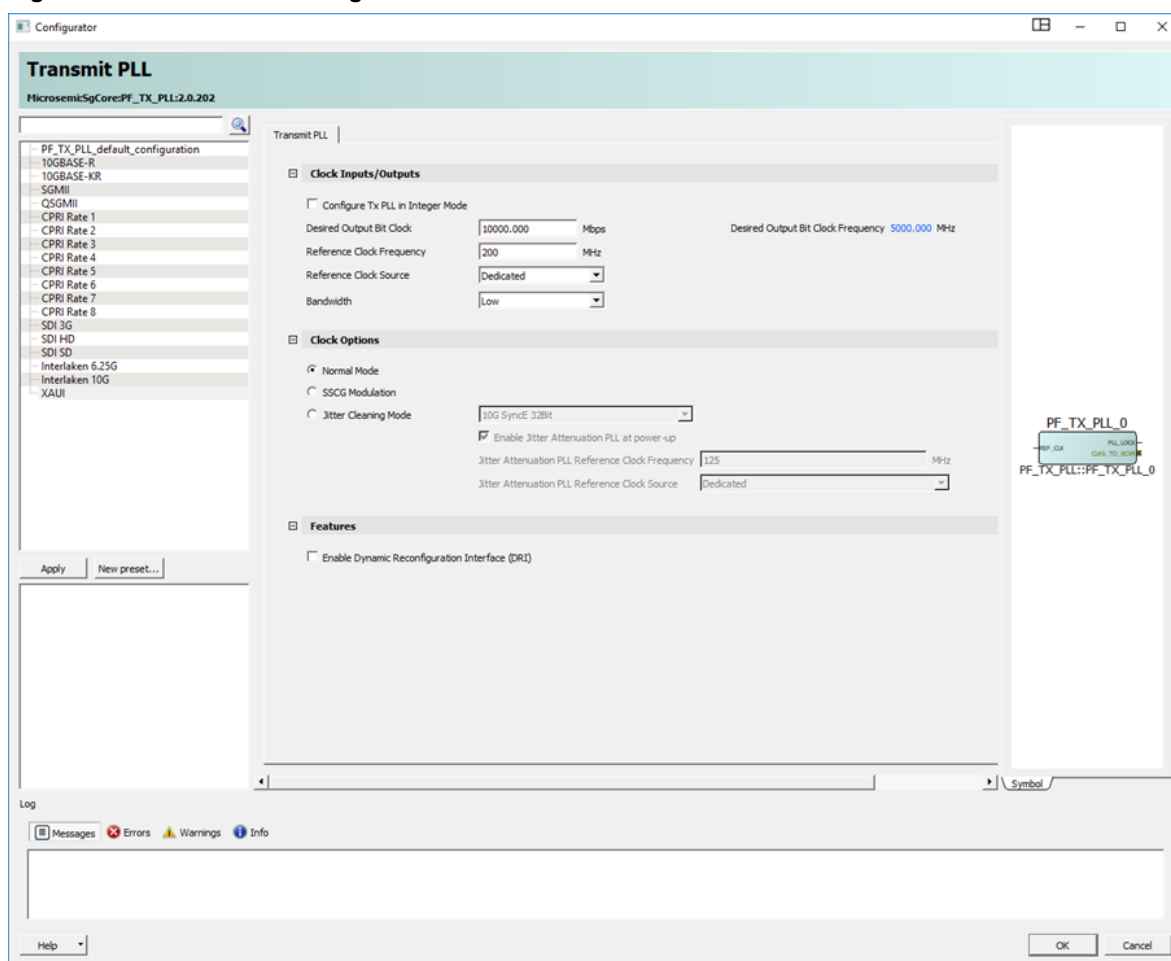 Configurator
Transmit PLL
Microsemi:SgCore:PF_TX_PLL:2.0.202
PF_TX_PLL_default_configuration
10GBASE-R
10GBASE-KR
SGMII
QSGMII
CPRI Rate 1
CPRI Rate 2
CPRI Rate 3
CPRI Rate 4
CPRI Rate 5
CPRI Rate 6
CPRI Rate 7
CPRI Rate 8
SDI 3G
SDI HD
SDI SD
Interlaken 6.25G
Interlaken 10G
XAUI
Apply New preset...
Transmit PLL
Clock Inputs/Outputs
Configure Tx PLL in Integer Mode
Desired Output Bit Clock 10000.000 Mbps Desired Output Bit Clock Frequency 5000.000 MHz
Reference Clock Frequency 200 MHz
Reference Clock Source Dedicated
Bandwidth Low
Clock Options
Normal Mode
SSCG Modulation
Jitter Cleaning Mode 10G SyncE 32Bit
Enable Jitter Attenuation PLL at power-up
Jitter Attenuation PLL Reference Clock Frequency 125 MHz
Jitter Attenuation PLL Reference Clock Source Dedicated
Features
Enable Dynamic Reconfiguration Interface (DRI)
PF_TX_PLL_0
REF_CLK PLL_LOCK
CLKS_TO_XCVR
PF_TX_PLL::PF_TX_PLL_0
Symbol
Log
Messages Errors Warnings Info
Help OK Cancel